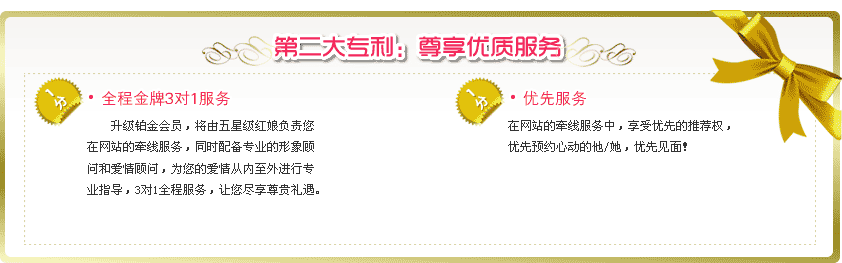 第二大专利：尊享优质服务
1分
• 全程金牌3对1服务
升级铂金会员，将由五星级红娘负责您
在网站的牵线服务，同时配备专业的形象顾
问和爱情顾问，为您的爱情从内至外进行专
业指导，3对1全程服务，让您尽享尊贵礼遇。
1分
• 优先服务
在网站的牵线服务中，享受优先的推荐权，
优先预约心动的他/她，优先见面！